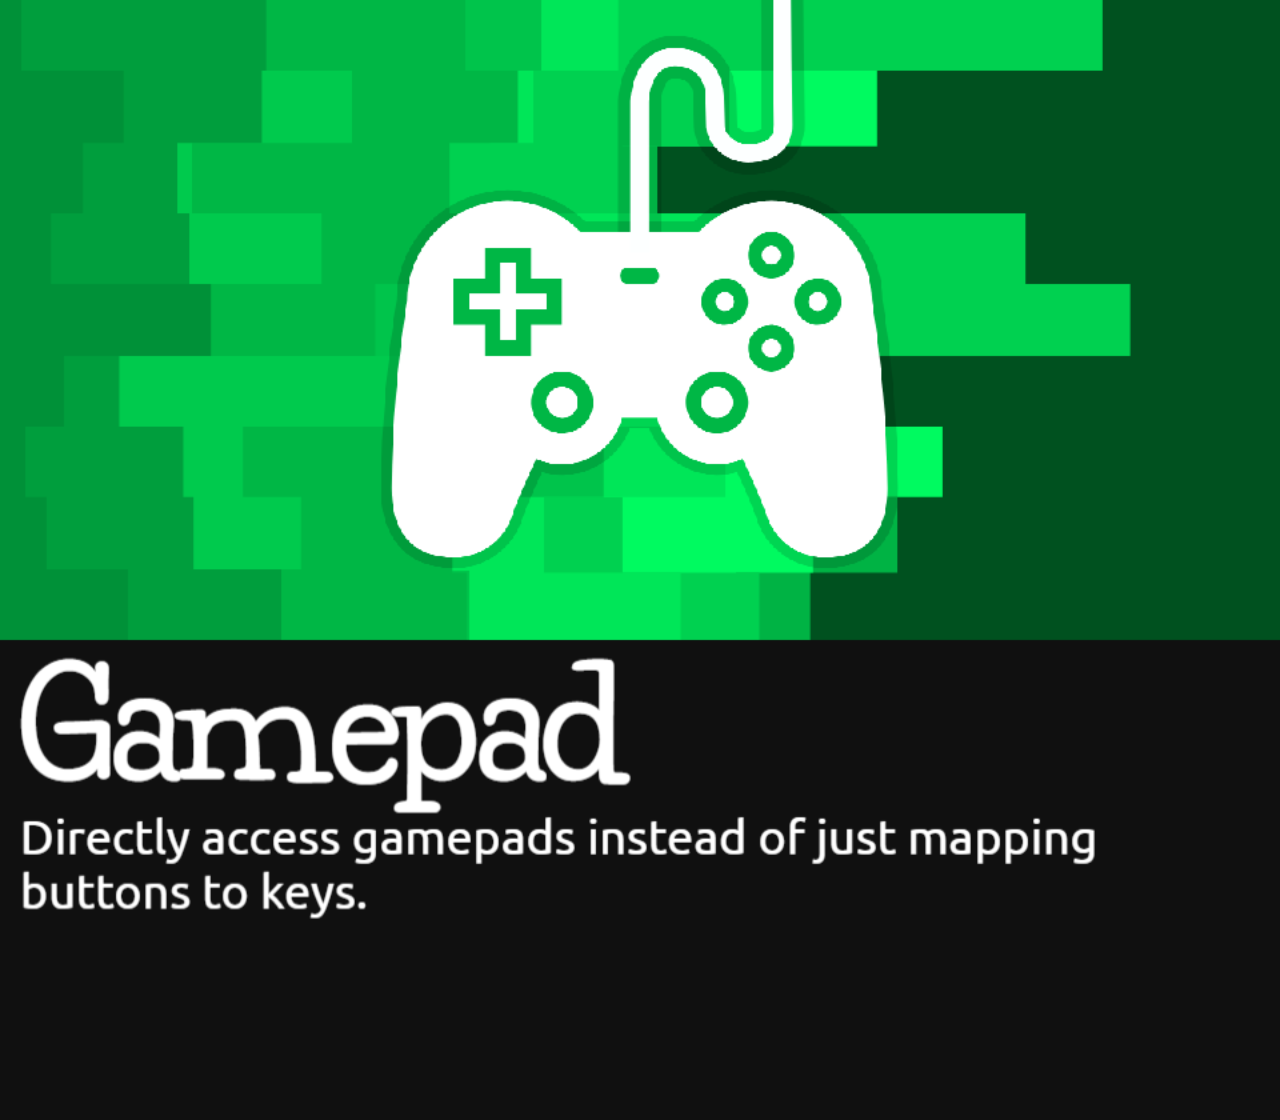 Gamepad
Directly access gamepads instead of just mapping
buttons to keys.